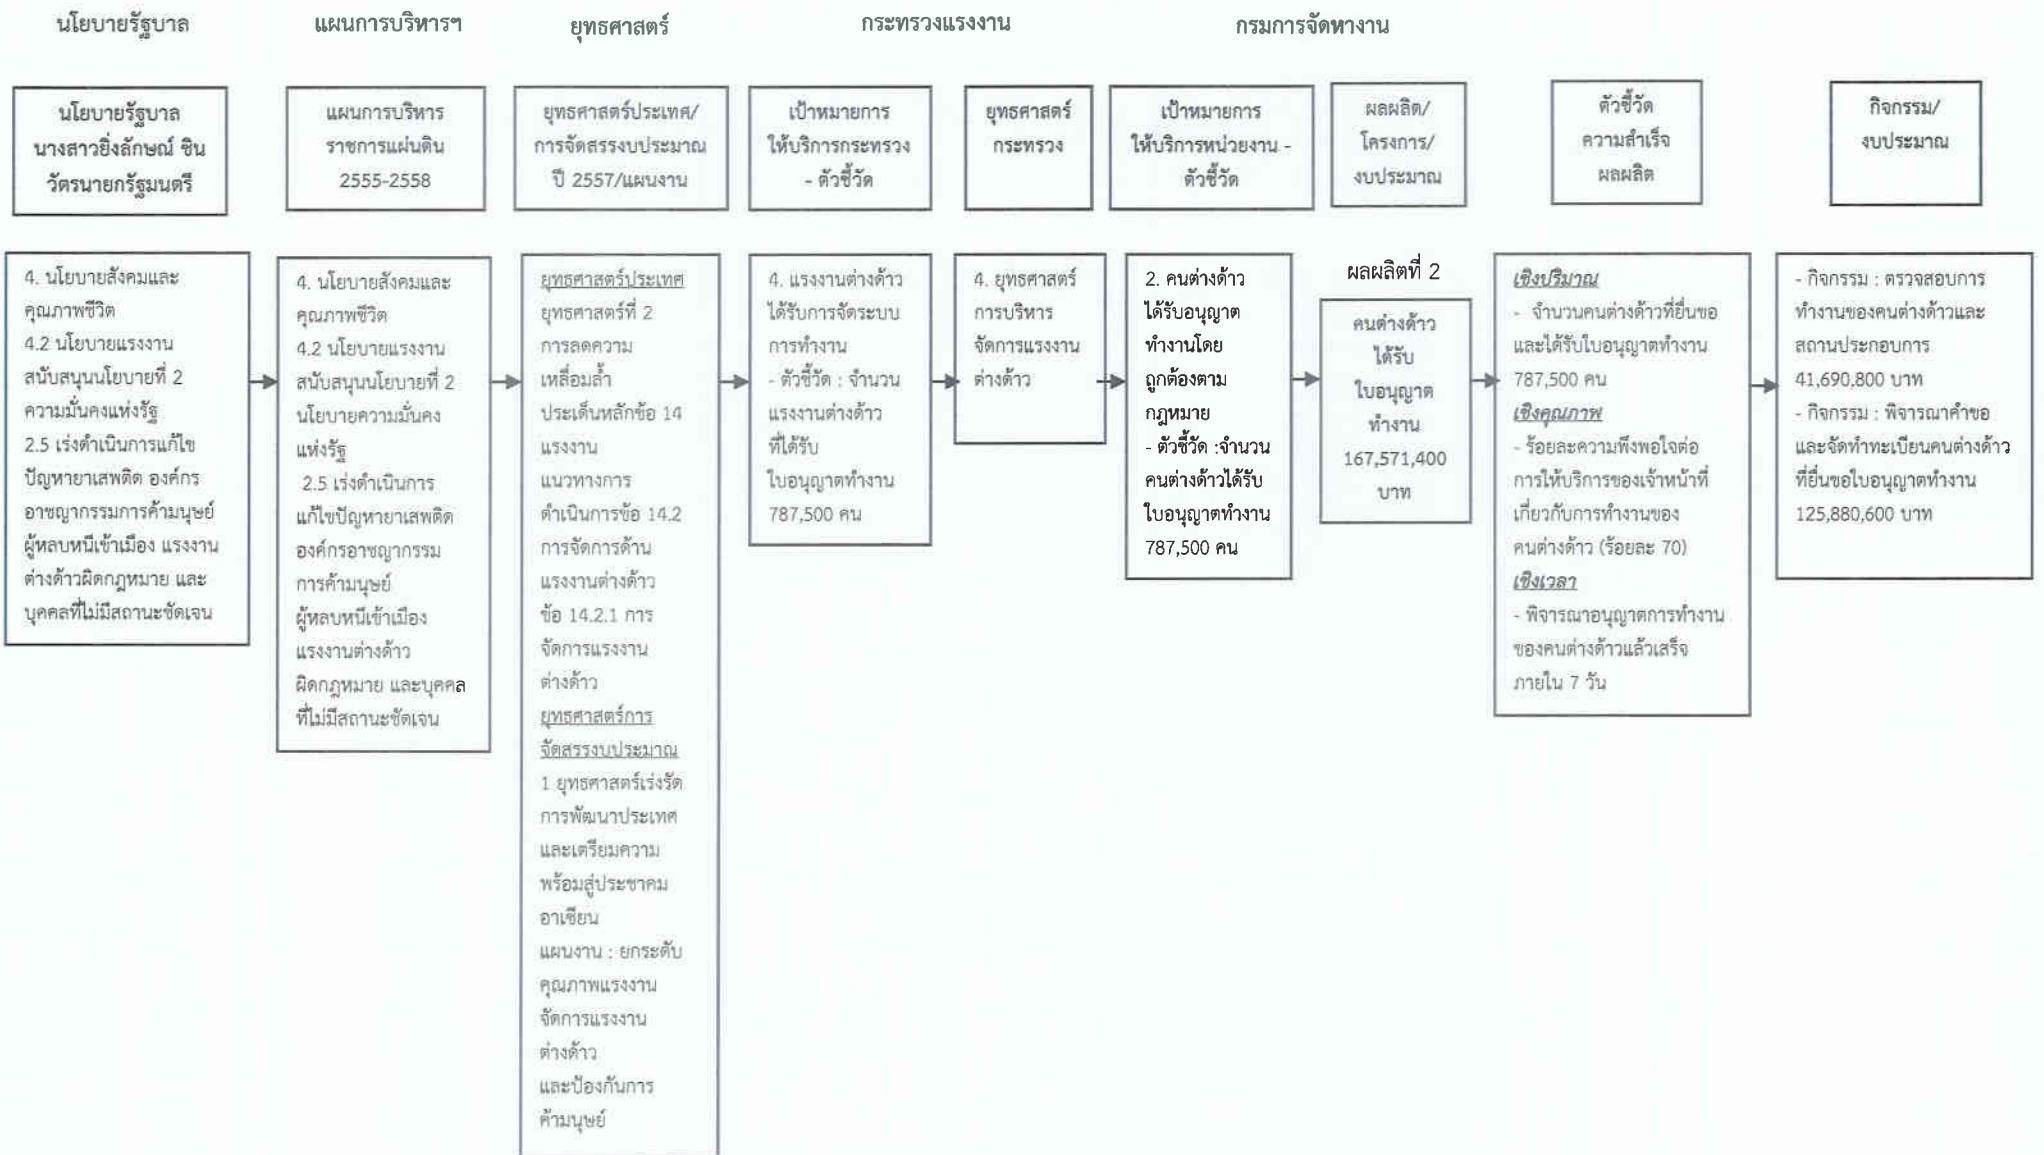 นโยบายรัฐบาล
แผนการบริหารฯ
ยุทธศาสตร์
กระทรวงแรงงาน
กรมการจัดหางาน
นโยบายรัฐบาล
นางสาวยิ่งลักษณ์ ชิน
วัตรนายกรัฐมนตรี
แผนการบริหาร
ราชการแผ่นดิน
2555-2558
ยุทธศาสตร์ประเทศ/
การจัดสรรงบประมาณ
ปี 2557/แผนงาน
เป้าหมายการ
ให้บริการกระทรวง
- ตัวชี้วัด
ยุทธศาสตร์
กระทรวง
เป้าหมายการ
ให้บริการหน่วยงาน -
ตัวชี้วัด
ผลผลิต/
โครงการ/
งบประมาณ
ตัวชี้วัด
ความสำเร็จ
ผลผลิต
กิจกรรม/
งบประมาณ
4. นโยบายสังคมและ
คุณภาพชีวิต
4.2 นโยบายแรงงาน
สนับสนุนนโยบายที่ 2
ความมั่นคงแห่งรัฐ
2.5 เร่งดำเนินการแก้ไข
ปัญหายาเสพติด องค์กร
อาชญากรรมการค้ามนุษย์
ผู้หลบหนีเข้าเมือง แรงงาน
ต่างด้าวผิดกฎหมาย และ
บุคคลที่ไม่มีสถานะชัดเจน
4. นโยบายสังคมและ
คุณภาพชีวิต
4.2 นโยบายแรงงาน
สนับสนุนนโยบายที่ 2
นโยบายความมั่นคง
แห่งรัฐ
2.5 เร่งดำเนินการ
แก้ไขปัญหายาเสพติด
องค์กรอาชญากรรม
การค้ามนุษย์
ผู้หลบหนีเข้าเมือง
แรงงานต่างด้าว
ผิดกฎหมาย และบุคคล
ที่ไม่มีสถานะชัดเจน
ยุทธศาสตร์ประเทศ
ยุทธศาสตร์ที่ 2
การลดความ
เหลื่อมล้ำ
ประเด็นหลักข้อ 14
แรงงาน
แนวทางการ
ดำเนินการข้อ 14.2
การจัดการด้าน
แรงงานต่างด้าว
ข้อ 14.2.1 การ
จัดการแรงงาน
ต่างด้าว
ยุทธศาสตร์การ
จัดสรรงบประมาณ
1 ยุทธศาสตร์เร่งรัด
การพัฒนาประเทศ
และเตรียมความ
พร้อมสู่ประชาคม
อาเซียน
แผนงาน : ยกระดับ
คุณภาพแรงงาน
จัดการแรงงาน
ต่างด้าว
และป้องกันการ
ค้ามนุษย์
4. แรงงานต่างด้าว
ได้รับการจัดระบบ
การทำงาน
- ตัวชี้วัด : จำนวน
แรงงานต่างด้าว
ที่ได้รับ
ใบอนุญาตทำงาน
787,500 คน
4. ยุทธศาสตร์
การบริหาร
จัดการแรงงาน
ต่างด้าว
2. คนต่างด้าว
ได้รับอนุญาต
ทำงานโดย
ถูกต้องตาม
กฎหมาย
- ตัวชี้วัด :จำนวน
คนต่างด้าวได้รับ
ใบอนุญาตทำงาน
787,500 คน
ผลผลิตที่ 2
คนต่างด้าว
ได้รับ
ใบอนุญาต
ทำงาน
167,571,400
บาท
เชิงปริมาณ
- จำนวนคนต่างด้าวที่ยื่นขอ
และได้รับใบอนุญาตทำงาน
787,500 คน
เชิงคุณภาพ
- ร้อยละความพึงพอใจต่อ
การให้บริการของเจ้าหน้าที่
เกี่ยวกับการทำงานของ
คนต่างด้าว (ร้อยละ 70)
เชิงเวลา
- พิจารณาอนุญาตการทำงาน
ของคนต่างด้าวแล้วเสร็จ
ภายใน 7 วัน
- กิจกรรม : ตรวจสอบการ
ทำงานของคนต่างด้าวและ
สถานประกอบการ
41,690,800 บาท
- กิจกรรม : พิจารณาคำขอ
และจัดทำทะเบียนคนต่างด้าว
ที่ยื่นขอใบอนุญาตทำงาน
125,880,600 บาท